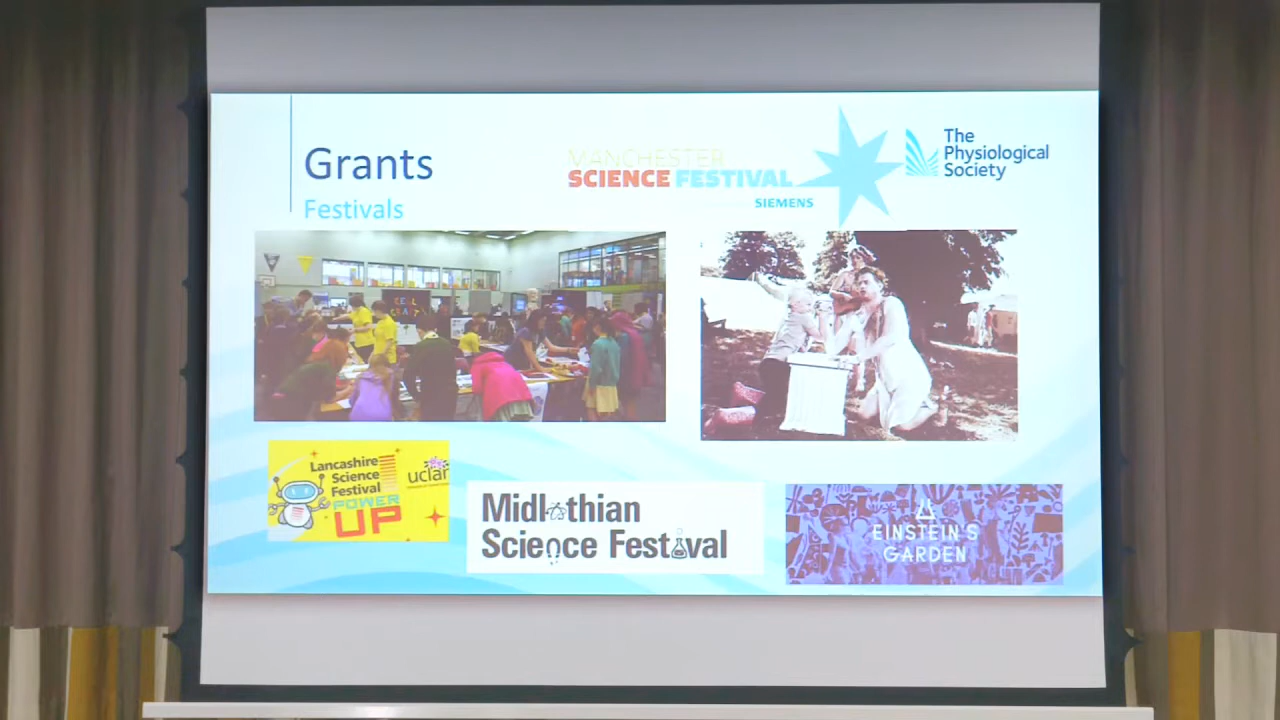 Grants
Festivals
MANCHESTER
SCIENCE FESTIVAL
SIEMENS
The
Physiological
Society
Lancashire
Science
Festival
POWER
UP
uclan
Midlothian
Science Festival
EINSTEIN'S
GARDEN